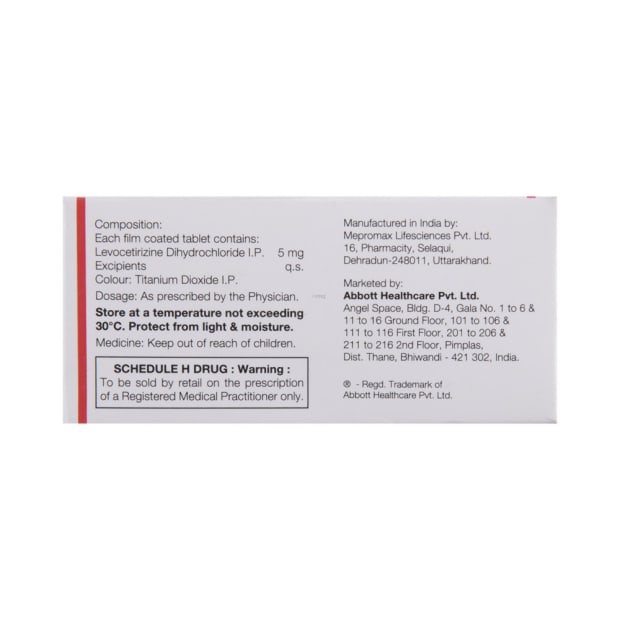 Composition:
Each film coated tablet contains:
Levocetirizine Dihydrochloride I.P. 5 mg
Excipients q.s.
Colour: Titanium Dioxide I.P.
Dosage: As prescribed by the Physician.
Store at a temperature not exceeding
30°C. Protect from light & moisture.
Medicine: Keep out of reach of children.
SCHEDULE H DRUG : Warning :
To be sold by retail on the prescription
of a Registered Medical Practitioner only.
Manufactured in India by:
Mepromax Lifesciences Pvt. Ltd.
16, Pharmacity, Selaqui,
Dehradun-248011, Uttarakhand.
Marketed by:
Abbott Healthcare Pvt. Ltd.
Angel Space, Bldg. D-4, Gala No. 1 to 6 &
11 to 16 Ground Floor, 101 to 106 &
111 to 116 First Floor, 201 to 206 &
211 to 216 2nd Floor, Pimplas,
Dist. Thane, Bhiwandi - 421 302, India.
® - Regd. Trademark of
Abbott Healthcare Pvt. Ltd.